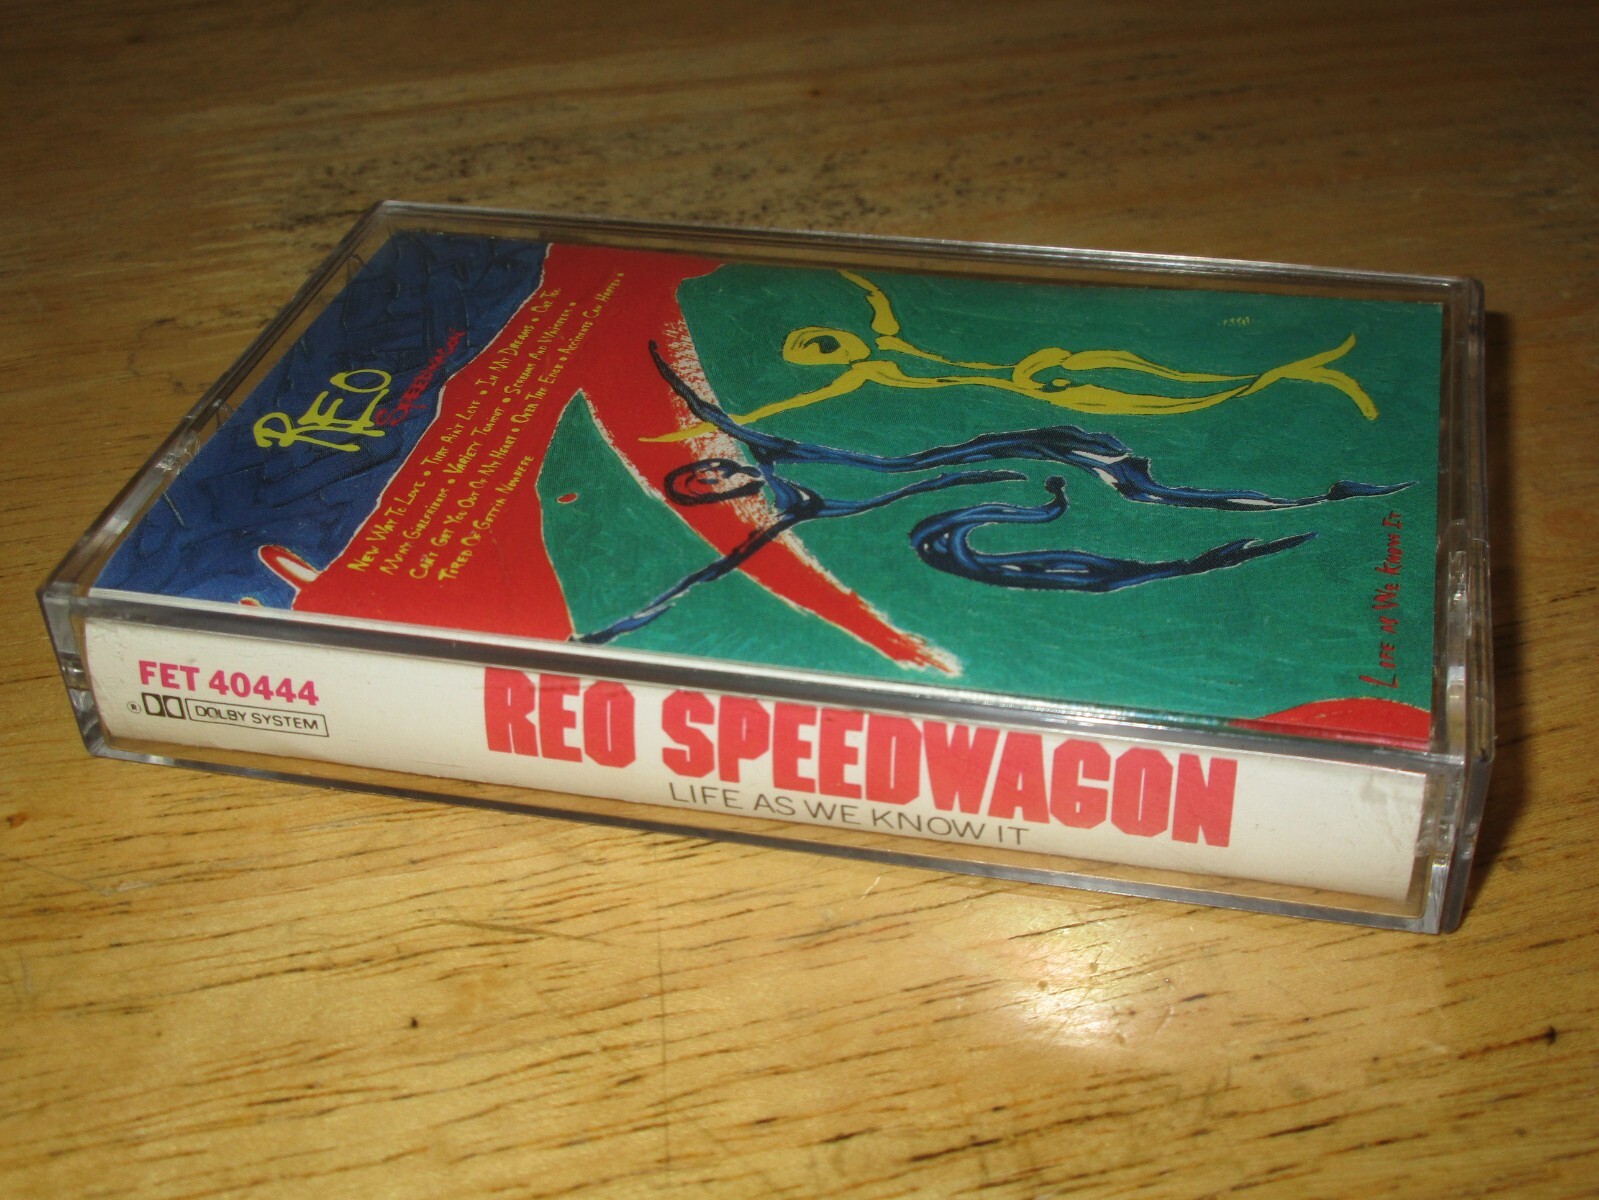 REO
SPEEDWAGON
NEW WAY TO LOVE • THAT AIN'T LOVE • IN MY DREAMS • ONE TOO
MANY GIRLFRIENDS • VARIETY TONIGHT • SCREAMS AND WHISPERS •
CAN'T GET YOU OUT OF MY HEART • OVER THE EDGE • ACCIDENTS CAN HAPPEN •
TIRED OF GETTIN NOWHERE
LIFE AS WE KNOW IT
FET 40444
® DOLBY SYSTEM
REO SPEEDWAGON
LIFE AS WE KNOW IT